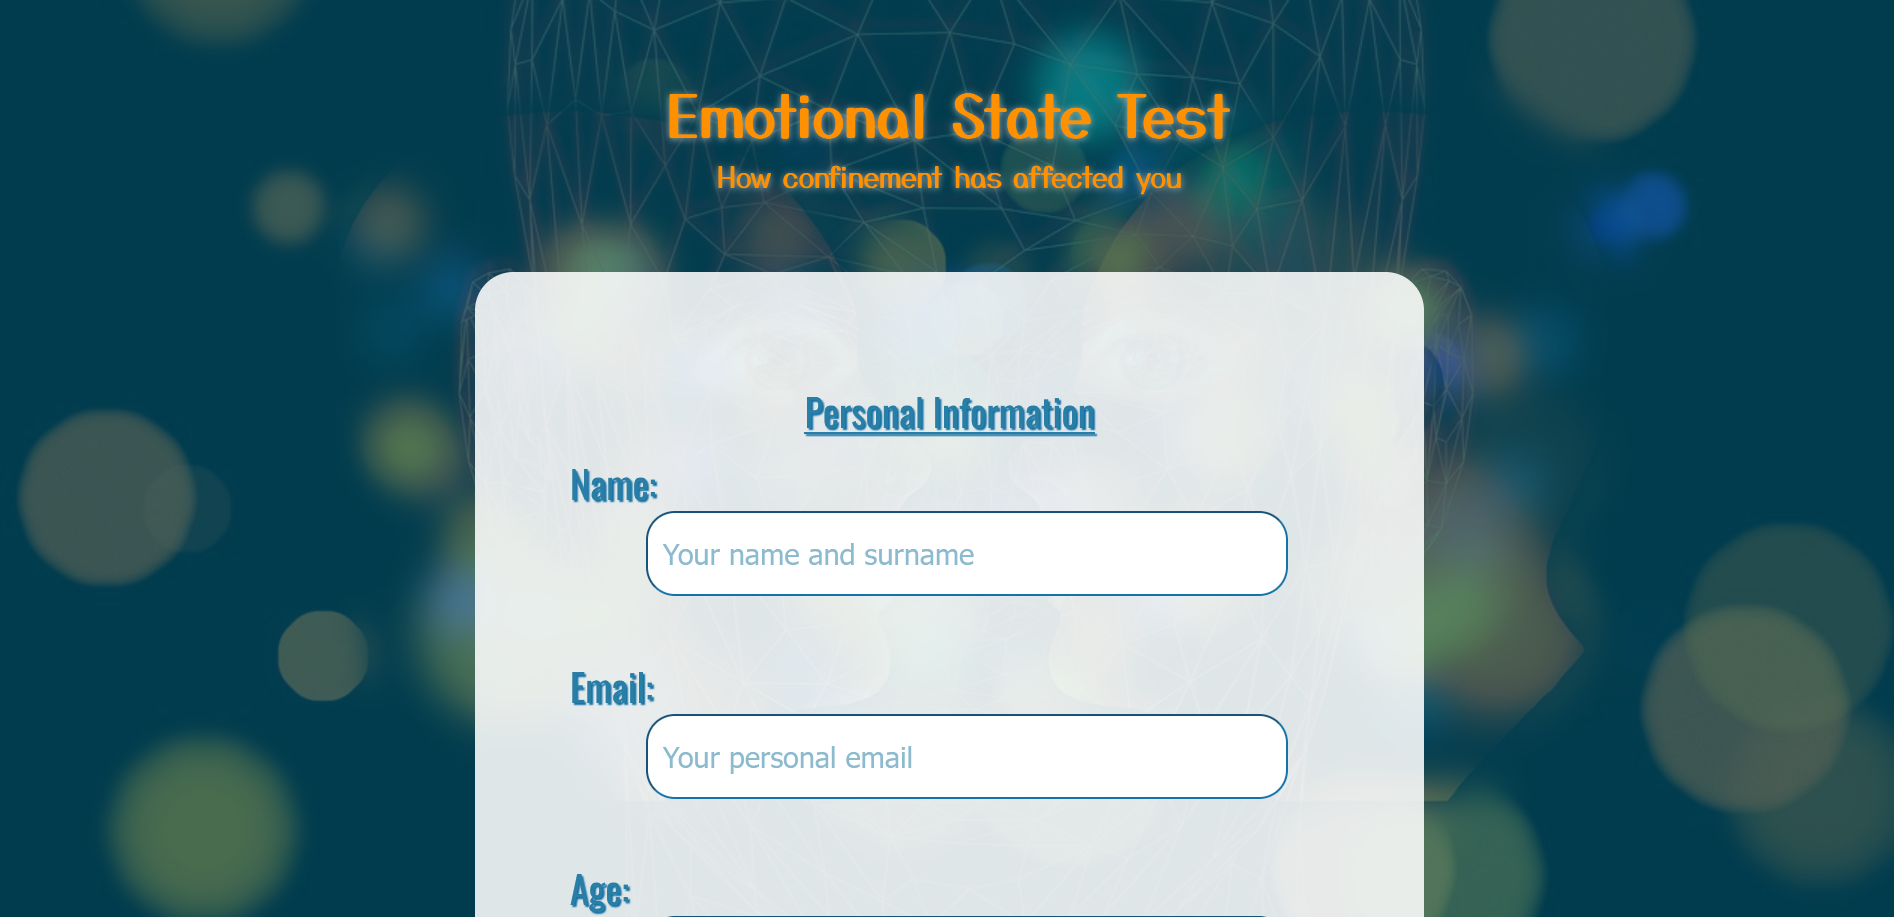 Emotional State Test
How confinement has affected you
Personal Information
Name:
Your name and surname
Email:
Your personal email
Age: